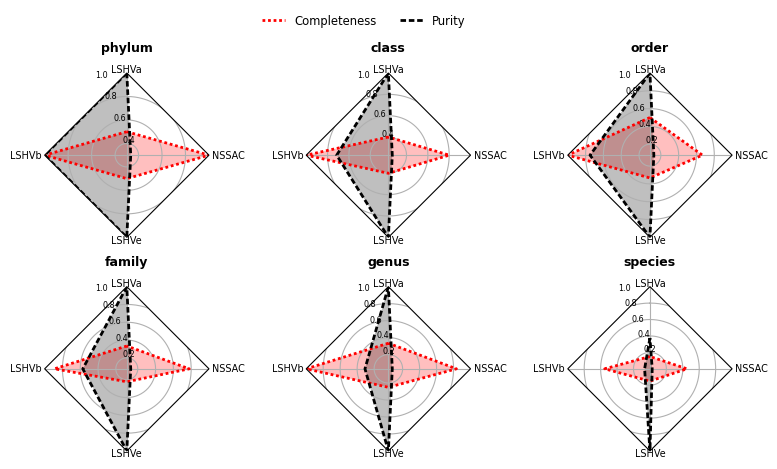 Completeness Purity
phylum class order
LSHVa LSHVa LSHVa
1.0 1.0 1.0
0.8 0.8 0.8
0.6 0.6 0.6
0.4 0.4 0.4
0.2
LSHVb NSSAC LSHVb NSSAC LSHVb NSSAC
LSHVe LSHVe LSHVe
family genus species
LSHVa LSHVa LSHVa
1.0 1.0 1.0
0.8 0.8 0.8
0.6 0.6 0.6
0.4 0.4 0.4
0.2 0.2 0.2
LSHVb NSSAC LSHVb NSSAC LSHVb NSSAC
LSHVe LSHVe LSHVe